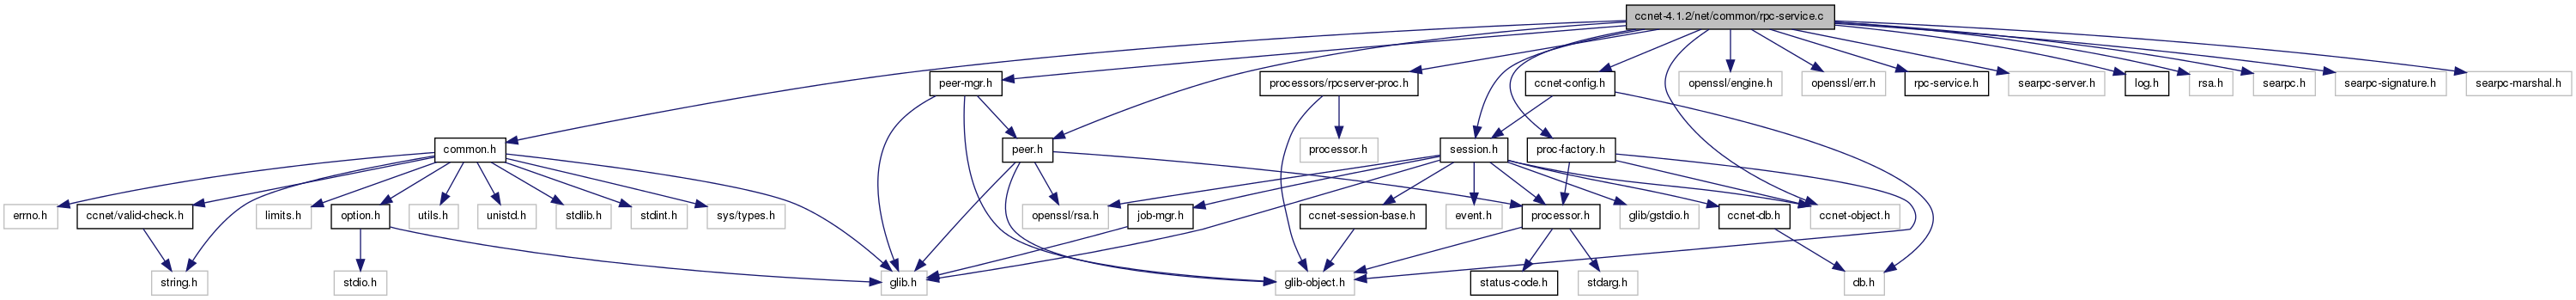 ccnet-4.1.2/net/common/rpc-service.c
peer-mgr.h
processors/rpcserver-proc.h
ccnet-config.h
openssl/engine.h
openssl/err.h
rpc-service.h
searpc-server.h
log.h
rsa.h
searpc.h
searpc-signature.h
searpc-marshal.h
common.h
peer.h
processor.h
session.h
proc-factory.h
errno.h
ccnet/valid-check.h
limits.h
option.h
utils.h
unistd.h
stdlib.h
stdint.h
sys/types.h
openssl/rsa.h
job-mgr.h
ccnet-session-base.h
event.h
processor.h
glib/gstdio.h
ccnet-db.h
ccnet-object.h
string.h
stdio.h
glib.h
glib-object.h
status-code.h
stdarg.h
db.h